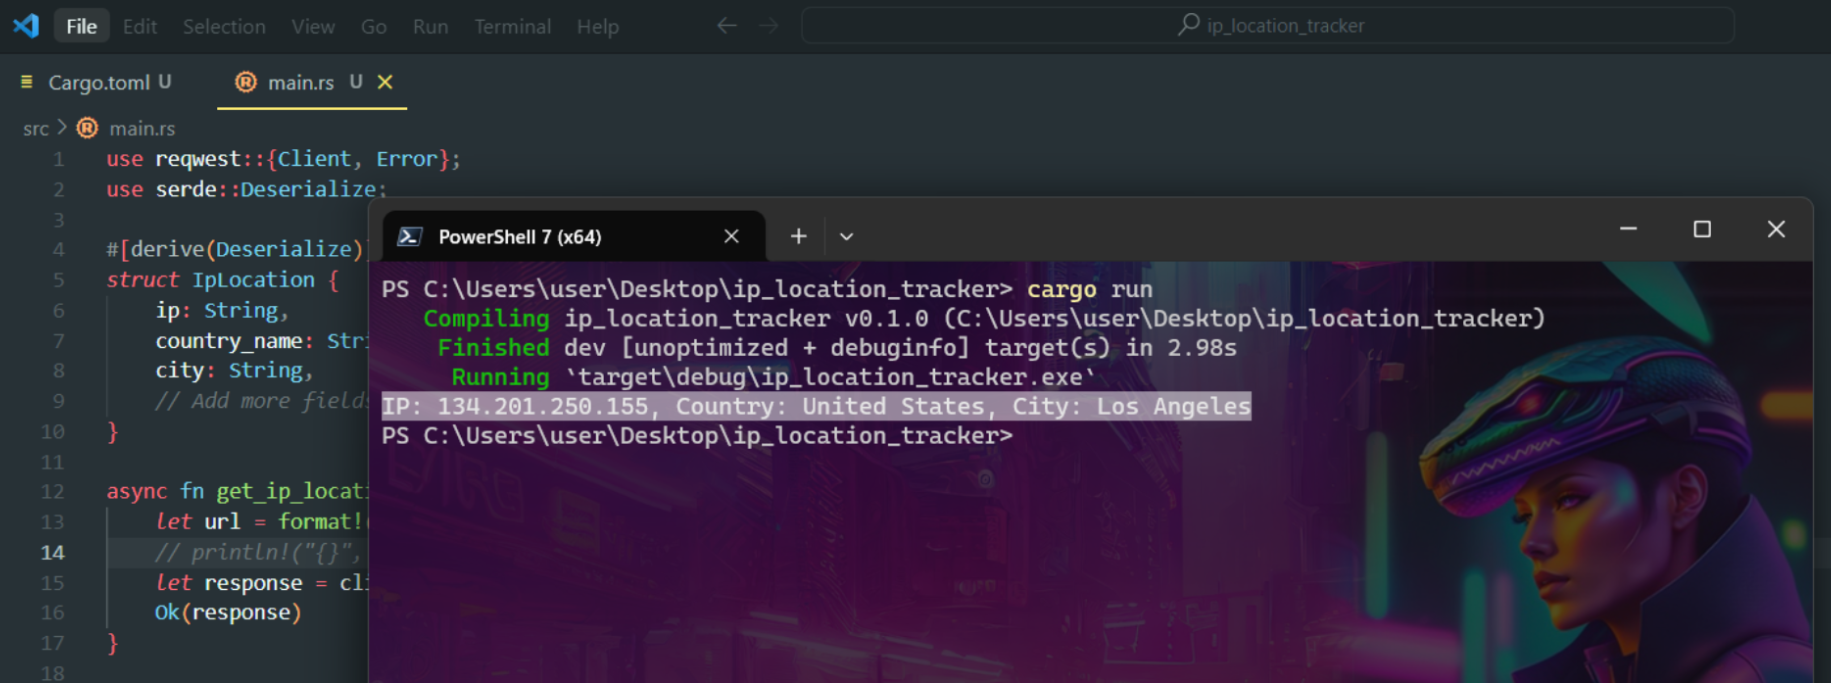 File Edit Selection View Go Run Terminal Help ip_location_tracker
Cargo.toml U main.rs U
src > main.rs
1 use reqwest::{Client, Error};
2 use serde::Deserialize;
3
4 #[derive(Deserialize)]
5 struct IpLocation {
6 ip: String,
7 country_name: Stri
8 city: String,
9 // Add more fields
10 }
11
12 async fn get_ip_locati
13 let url = format!(
14 // println!("{}",
15 let response = cli
16 Ok(response)
17 }
18
PowerShell 7 (x64)
PS C:\Users\user\Desktop\ip_location_tracker> cargo run
Compiling ip_location_tracker v0.1.0 (C:\Users\user\Desktop\ip_location_tracker)
Finished dev [unoptimized + debuginfo] target(s) in 2.98s
Running `target\debug\ip_location_tracker.exe`
IP: 134.201.250.155, Country: United States, City: Los Angeles
PS C:\Users\user\Desktop\ip_location_tracker>